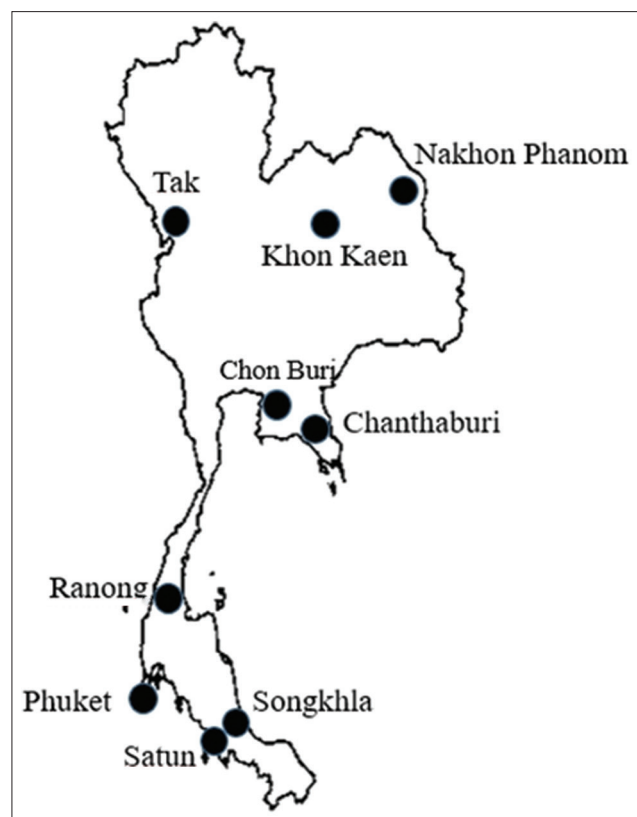 Nakhon Phanom
Tak
Khon Kaen
Chon Buri
Chanthaburi
Ranong
Phuket
Songkhla
Satun